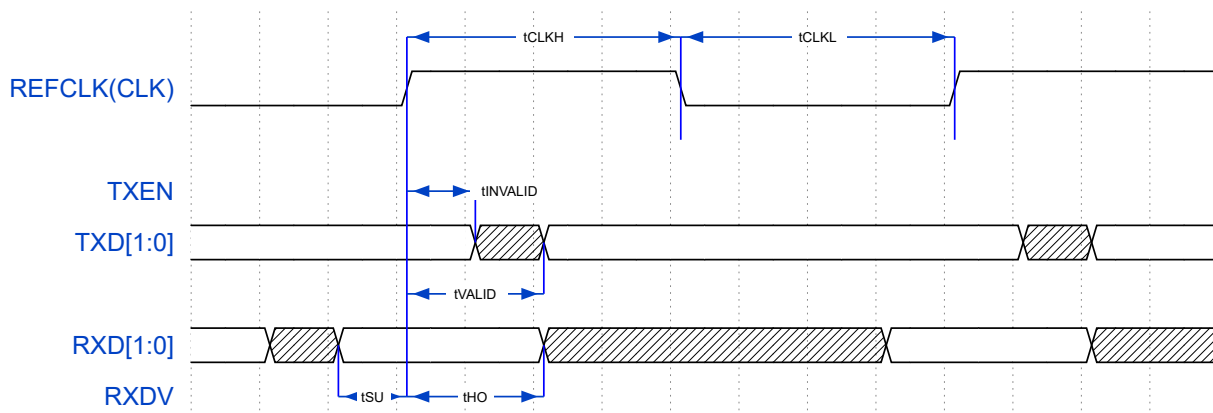 tCLKH tCLKL
REFCLK(CLK)
TXEN tINVALID
TXD[1:0]
tVALID
RXD[1:0]
RXDV tSU tHO